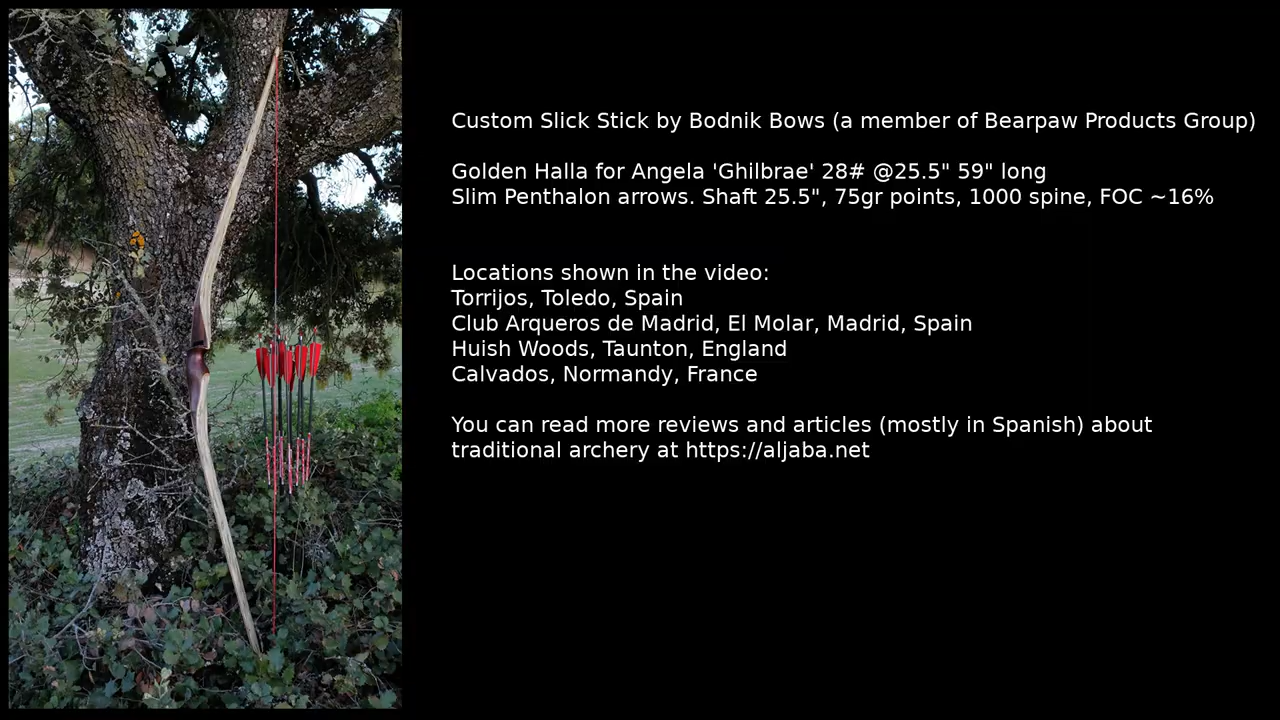 Custom Slick Stick by Bodnik Bows (a member of Bearpaw Products Group)
Golden Halla for Angela 'Ghilbrae' 28# @25.5" 59" long
Slim Penthalon arrows. Shaft 25.5", 75gr points, 1000 spine, FOC ~16%
Locations shown in the video:
Torrijos, Toledo, Spain
Club Arqueros de Madrid, El Molar, Madrid, Spain
Huish Woods, Taunton, England
Calvados, Normandy, France
You can read more reviews and articles (mostly in Spanish) about
traditional archery at https://aljaba.net